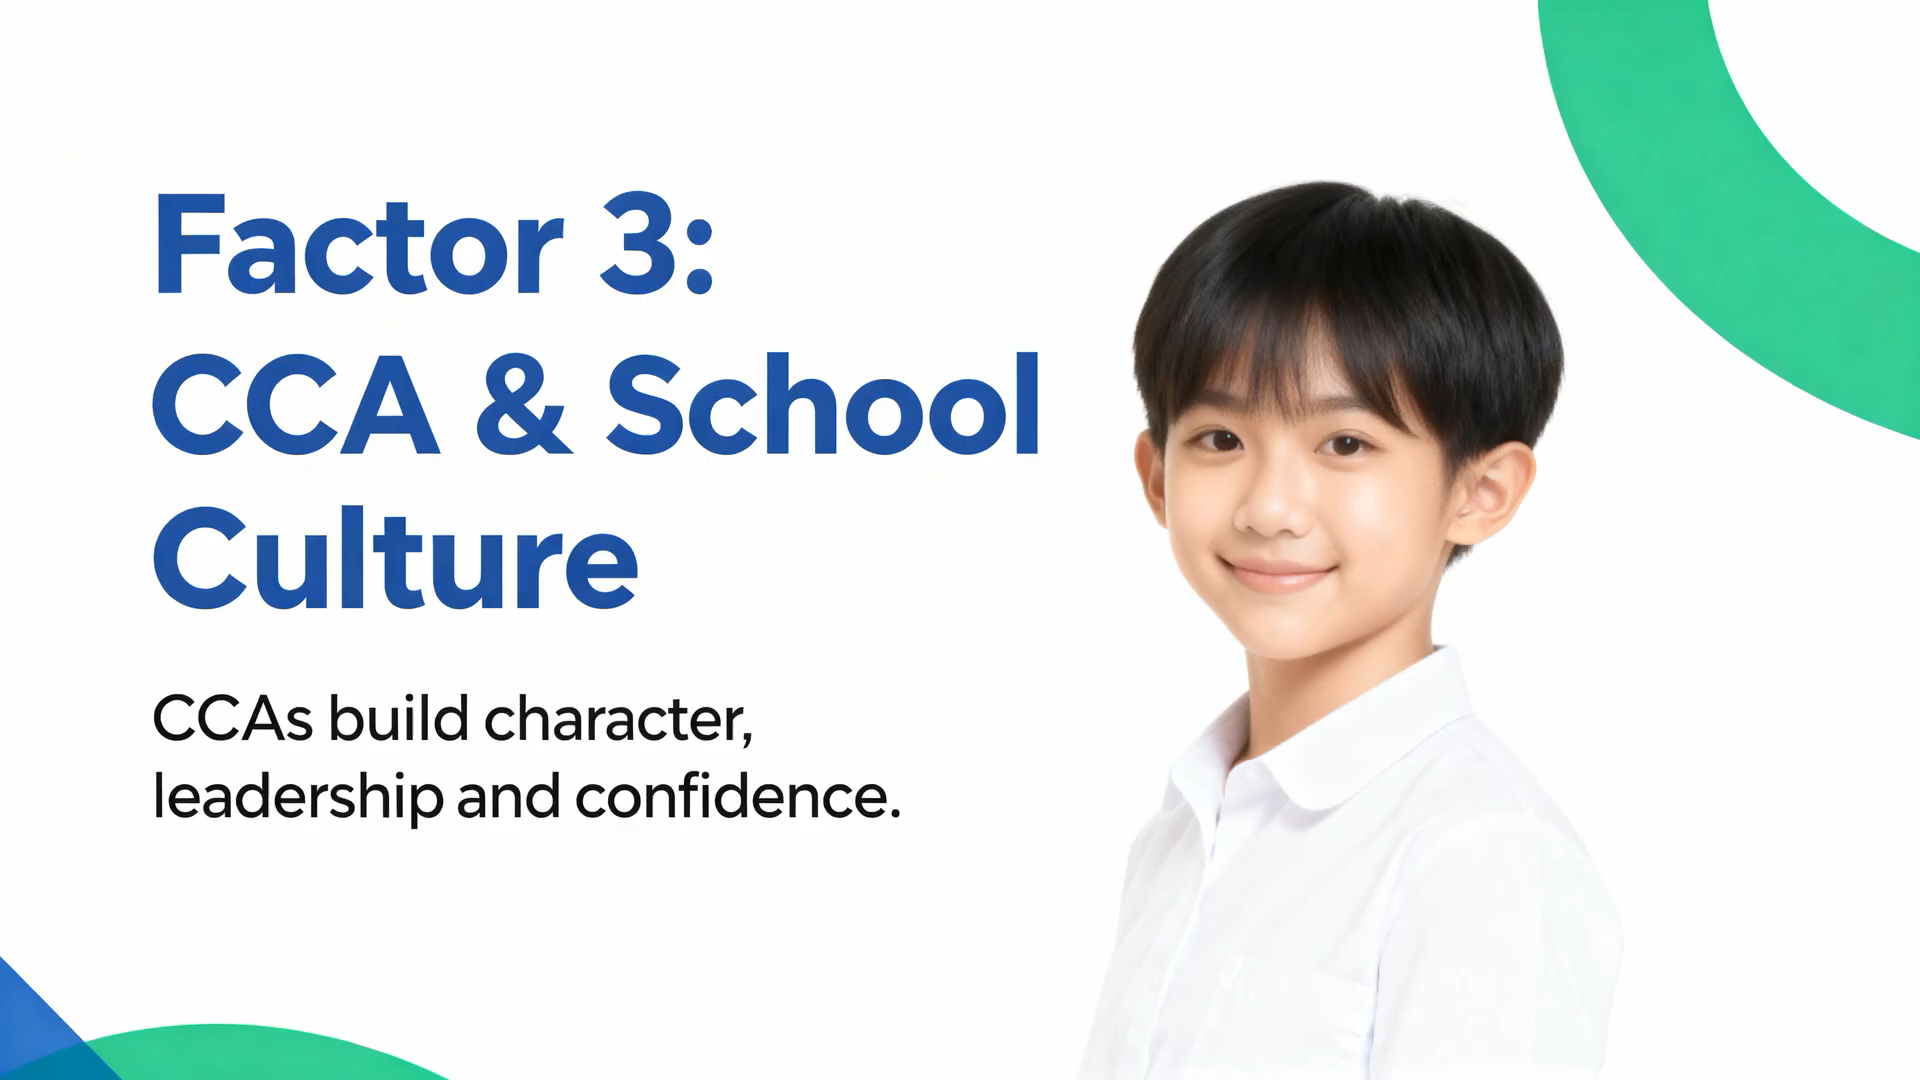 Factor 3:
CCA & School
Culture
CCAs build character,
leadership and confidence.